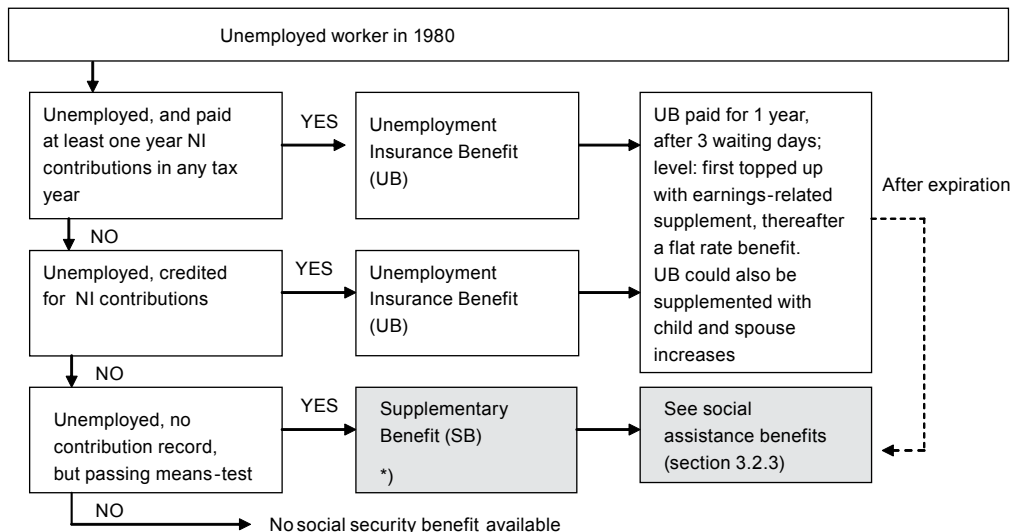 Unemployed worker in 1980
Unemployed, and paid
at least one year NI
contributions in any tax
year
YES
Unemployment
Insurance Benefit
(UB)
UB paid for 1 year,
after 3 waiting days;
level: first topped up
with earnings-related
supplement, thereafter
a flat rate benefit.
UB could also be
supplemented with
child and spouse
increases
After expiration
NO
Unemployed, credited
for NI contributions
YES
Unemployment
Insurance Benefit
(UB)
NO
Unemployed, no
contribution record,
but passing means-test
YES
Supplementary
Benefit (SB)
*)
See social
assistance benefits
(section 3.2.3)
NO
No social security benefit available